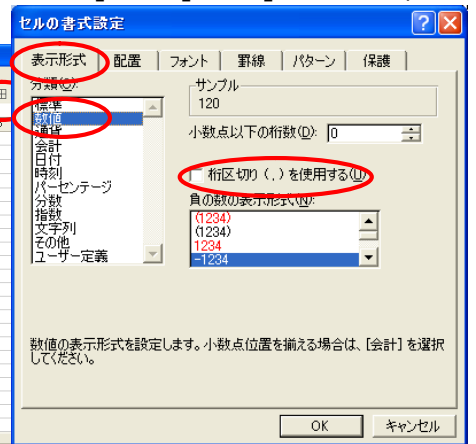 セルの書式設定
表示形式 配置 フォント 罫線 パターン 保護
分類(C):
標準
数値
通貨
会計
日付
時刻
パーセンテージ
分数
指数
文字列
その他
ユーザー定義
サンプル
120
小数点以下の桁数(D): 0
桁区切り(,)を使用する(U)
負の数の表示形式(N):
(1234)
(1234)
1234
-1234
数値の表示形式を設定します。小数点位置を揃える場合は、[会計] を選択
してください。
OK キャンセル